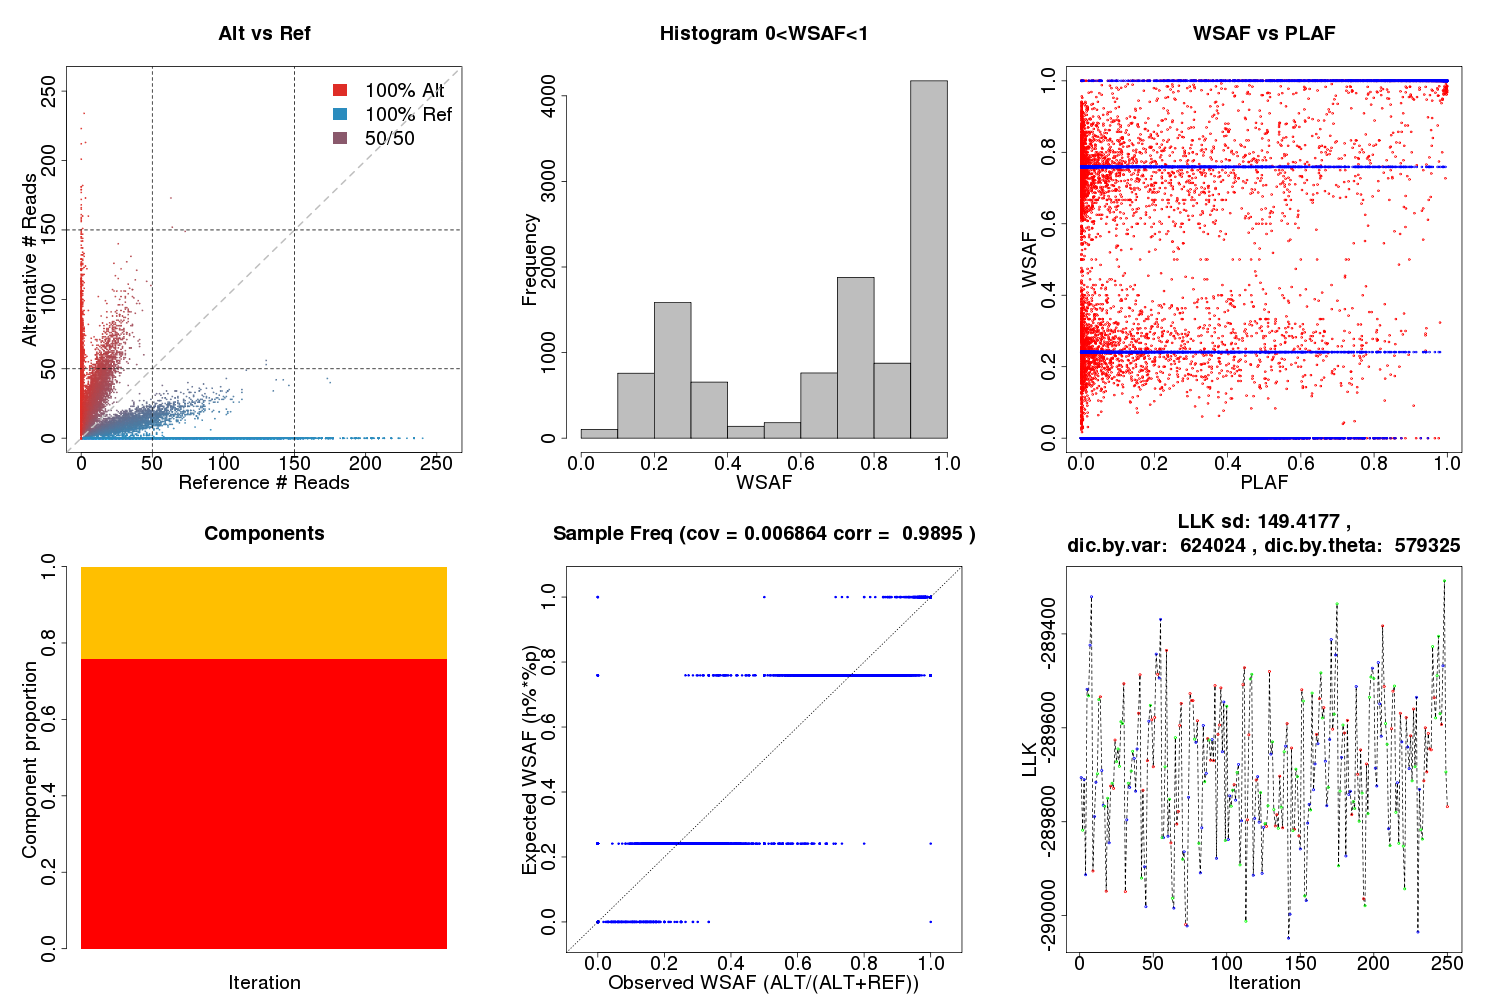 Alt vs Ref
250
200
150
100
50
0
Alternative # Reads
100% Alt
100% Ref
50/50
0 50 100 150 200 250
Reference # Reads
Histogram 0<WSAF<1
4000
3000
2000
1000
0
Frequency
0.0 0.2 0.4 0.6 0.8 1.0
WSAF
WSAF vs PLAF
1.0
0.8
0.6
0.4
0.2
0.0
WSAF
0.0 0.2 0.4 0.6 0.8 1.0
PLAF
Components
1.0
0.8
0.6
0.4
0.2
0.0
Component proportion
Iteration
Sample Freq (cov = 0.006864 corr = 0.9895 )
1.0
0.8
0.6
0.4
0.2
0.0
Expected WSAF (h%*%p)
0.0 0.2 0.4 0.6 0.8 1.0
Observed WSAF (ALT/(ALT+REF))
LLK sd: 149.4177 ,
dic.by.var: 624024 , dic.by.theta: 579325
-289400
-289600
-289800
-290000
LLK
0 50 100 150 200 250
Iteration